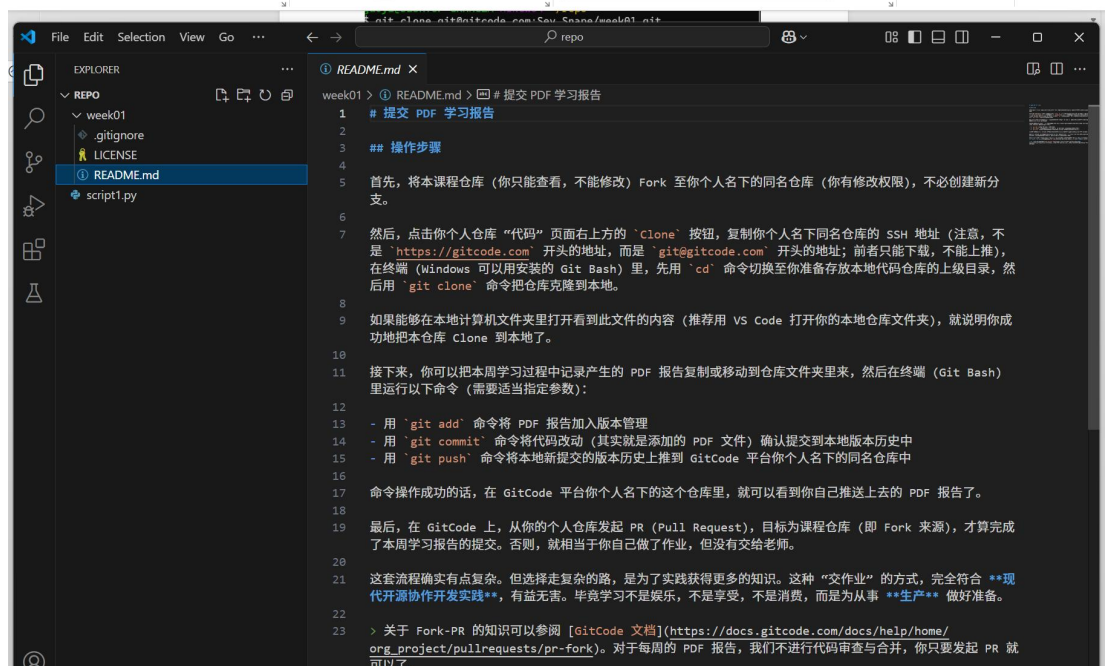 $ git clone git@gitcode.com:Sev_Snape/week01.git
File Edit Selection View Go ··· ← → repo
EXPLORER ···
README.md ×
REPO
week01 > README.md > # 提交 PDF 学习报告
week01
.gitignore
LICENSE
README.md
script1.py
1 # 提交 PDF 学习报告
2
3 ## 操作步骤
4
5 首先，将本课程仓库 (你只能查看，不能修改) Fork 至你个人名下的同名仓库 (你有修改权限)，不必创建新分
支。
6
7 然后，点击你个人仓库 “代码” 页面右上方的 `Clone` 按钮，复制你个人名下同名仓库的 SSH 地址 (注意，不
是 `https://gitcode.com` 开头的地址，而是 `git@gitcode.com` 开头的地址；前者只能下载，不能上推)，
在终端 (Windows 可以用安装的 Git Bash) 里，先用 `cd` 命令切换至你准备存放本地代码仓库的上级目录，然
后用 `git clone` 命令把仓库克隆到本地。
8
9 如果能够在本地计算机文件夹里打开看到此文件的内容 (推荐用 VS Code 打开你的本地仓库文件夹)，就说明你成
功地把本仓库 Clone 到本地了。
10
11 接下来，你可以把本周学习过程中记录产生的 PDF 报告复制或移动到仓库文件夹里来，然后在终端 (Git Bash)
里运行以下命令 (需要适当指定参数)：
12
13 - 用 `git add` 命令将 PDF 报告加入版本管理
14 - 用 `git commit` 命令将代码改动 (其实就是添加的 PDF 文件) 确认提交到本地版本历史中
15 - 用 `git push` 命令将本地新提交的版本历史上推到 GitCode 平台你个人名下的同名仓库中
16
17 命令操作成功的话，在 GitCode 平台你个人名下的这个仓库里，就可以看到你自己推送上去的 PDF 报告了。
18
19 最后，在 GitCode 上，从你的个人仓库发起 PR (Pull Request)，目标为课程仓库 (即 Fork 来源)，才算完成
了本周学习报告的提交。否则，就相当于你自己做了作业，但没有交给老师。
20
21 这套流程确实有点复杂。但选择走复杂的路，是为了实践获得更多的知识。这种 “交作业” 的方式，完全符合 **现
代开源协作开发实践**，有益无害。毕竟学习不是娱乐，不是享受，不是消费，而是为从事 **生产** 做好准备。
22
23 > 关于 Fork-PR 的知识可以参阅 [GitCode 文档](https://docs.gitcode.com/docs/help/home/
org_project/pullrequests/pr-fork)。对于每周的 PDF 报告，我们不进行代码审查与合并，你只要发起 PR 就
可以了